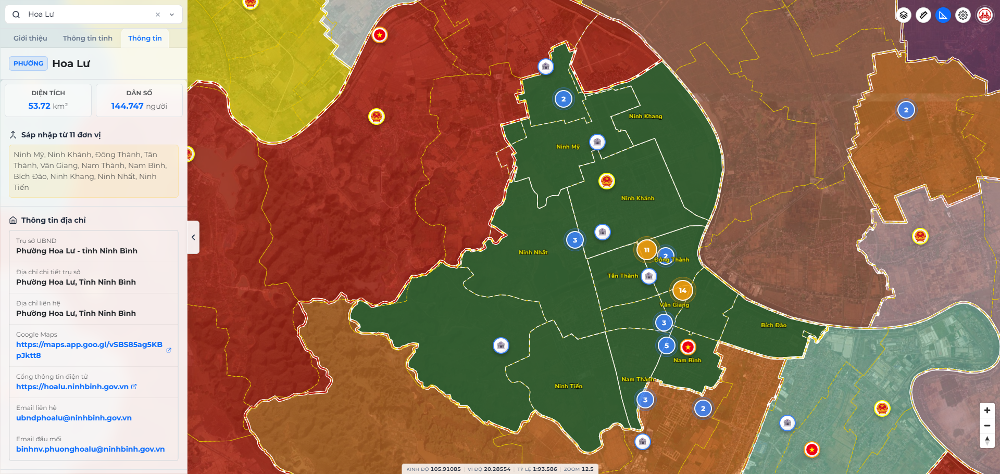 Hoa Lư
Giới thiệu
Thông tin tỉnh
Thông tin
PHƯỜNG
Hoa Lư
DIỆN TÍCH
53.72 km²
DÂN SỐ
144.747 người
Sáp nhập từ 11 đơn vị
Ninh Mỹ, Ninh Khánh, Đông Thành, Tân
Thành, Vân Giang, Nam Thành, Nam Bình,
Bích Đào, Ninh Khang, Ninh Nhất, Ninh
Tiến
Thông tin địa chỉ
Trụ sở UBND
Phường Hoa Lư - tỉnh Ninh Bình
Địa chỉ chi tiết trụ sở
Phường Hoa Lư, Tỉnh Ninh Bình
Địa chỉ liên hệ
Phường Hoa Lư, Tỉnh Ninh Bình
Google Maps
https://maps.app.goo.gl/vSBS85ag5KB
pJktt8
Cổng thông tin điện tử
https://hoalu.ninhbinh.gov.vn
Email liên hệ
ubndphoalu@ninhbinh.gov.vn
Email đầu mối
binhnv.phuonghoalu@ninhbinh.gov.vn
2
2
Ninh Khang
Ninh Mỹ
Ninh Khánh
3
Ninh Nhất
11
2
Đông Thành
Tân Thành
14
Vân Giang
3
Bích Đào
5
Nam Bình
Nam Thành
Ninh Tiến
3
2
KINH ĐỘ 105.91085 | VĨ ĐỘ 20.28554 | TỶ LỆ 1:93.586 | ZOOM 12.5